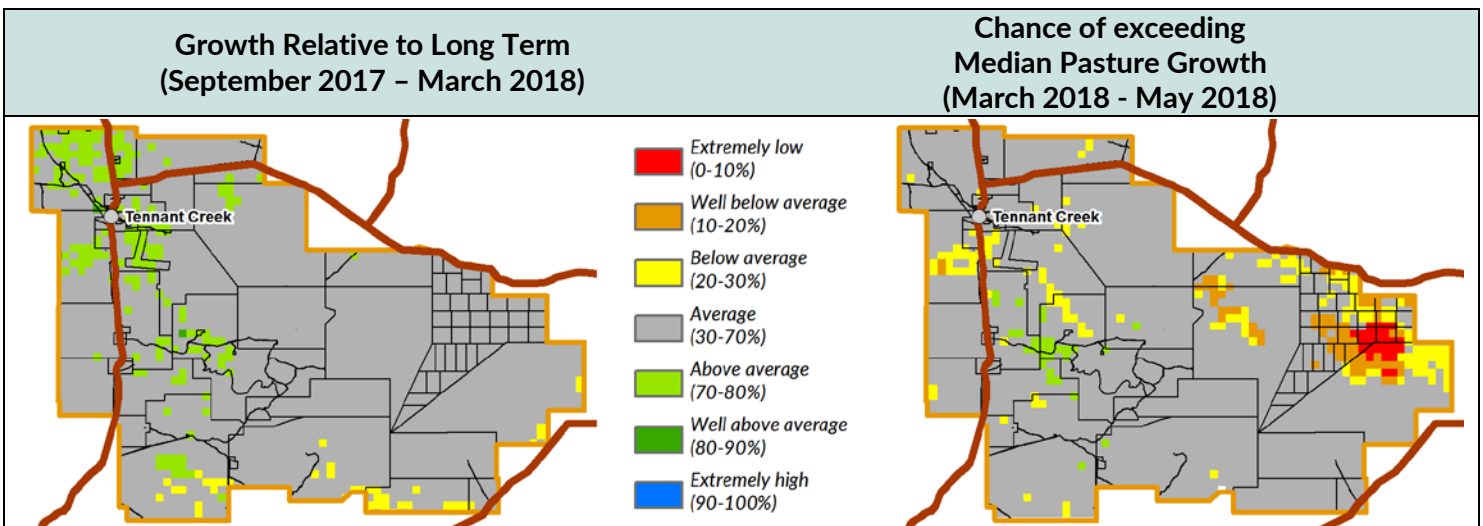 Growth Relative to Long Term
(September 2017 – March 2018)
Chance of exceeding
Median Pasture Growth
(March 2018 - May 2018)
Tennant Creek
Extremely low
(0-10%)
Well below average
(10-20%)
Below average
(20-30%)
Average
(30-70%)
Above average
(70-80%)
Well above average
(80-90%)
Extremely high
(90-100%)
Tennant Creek